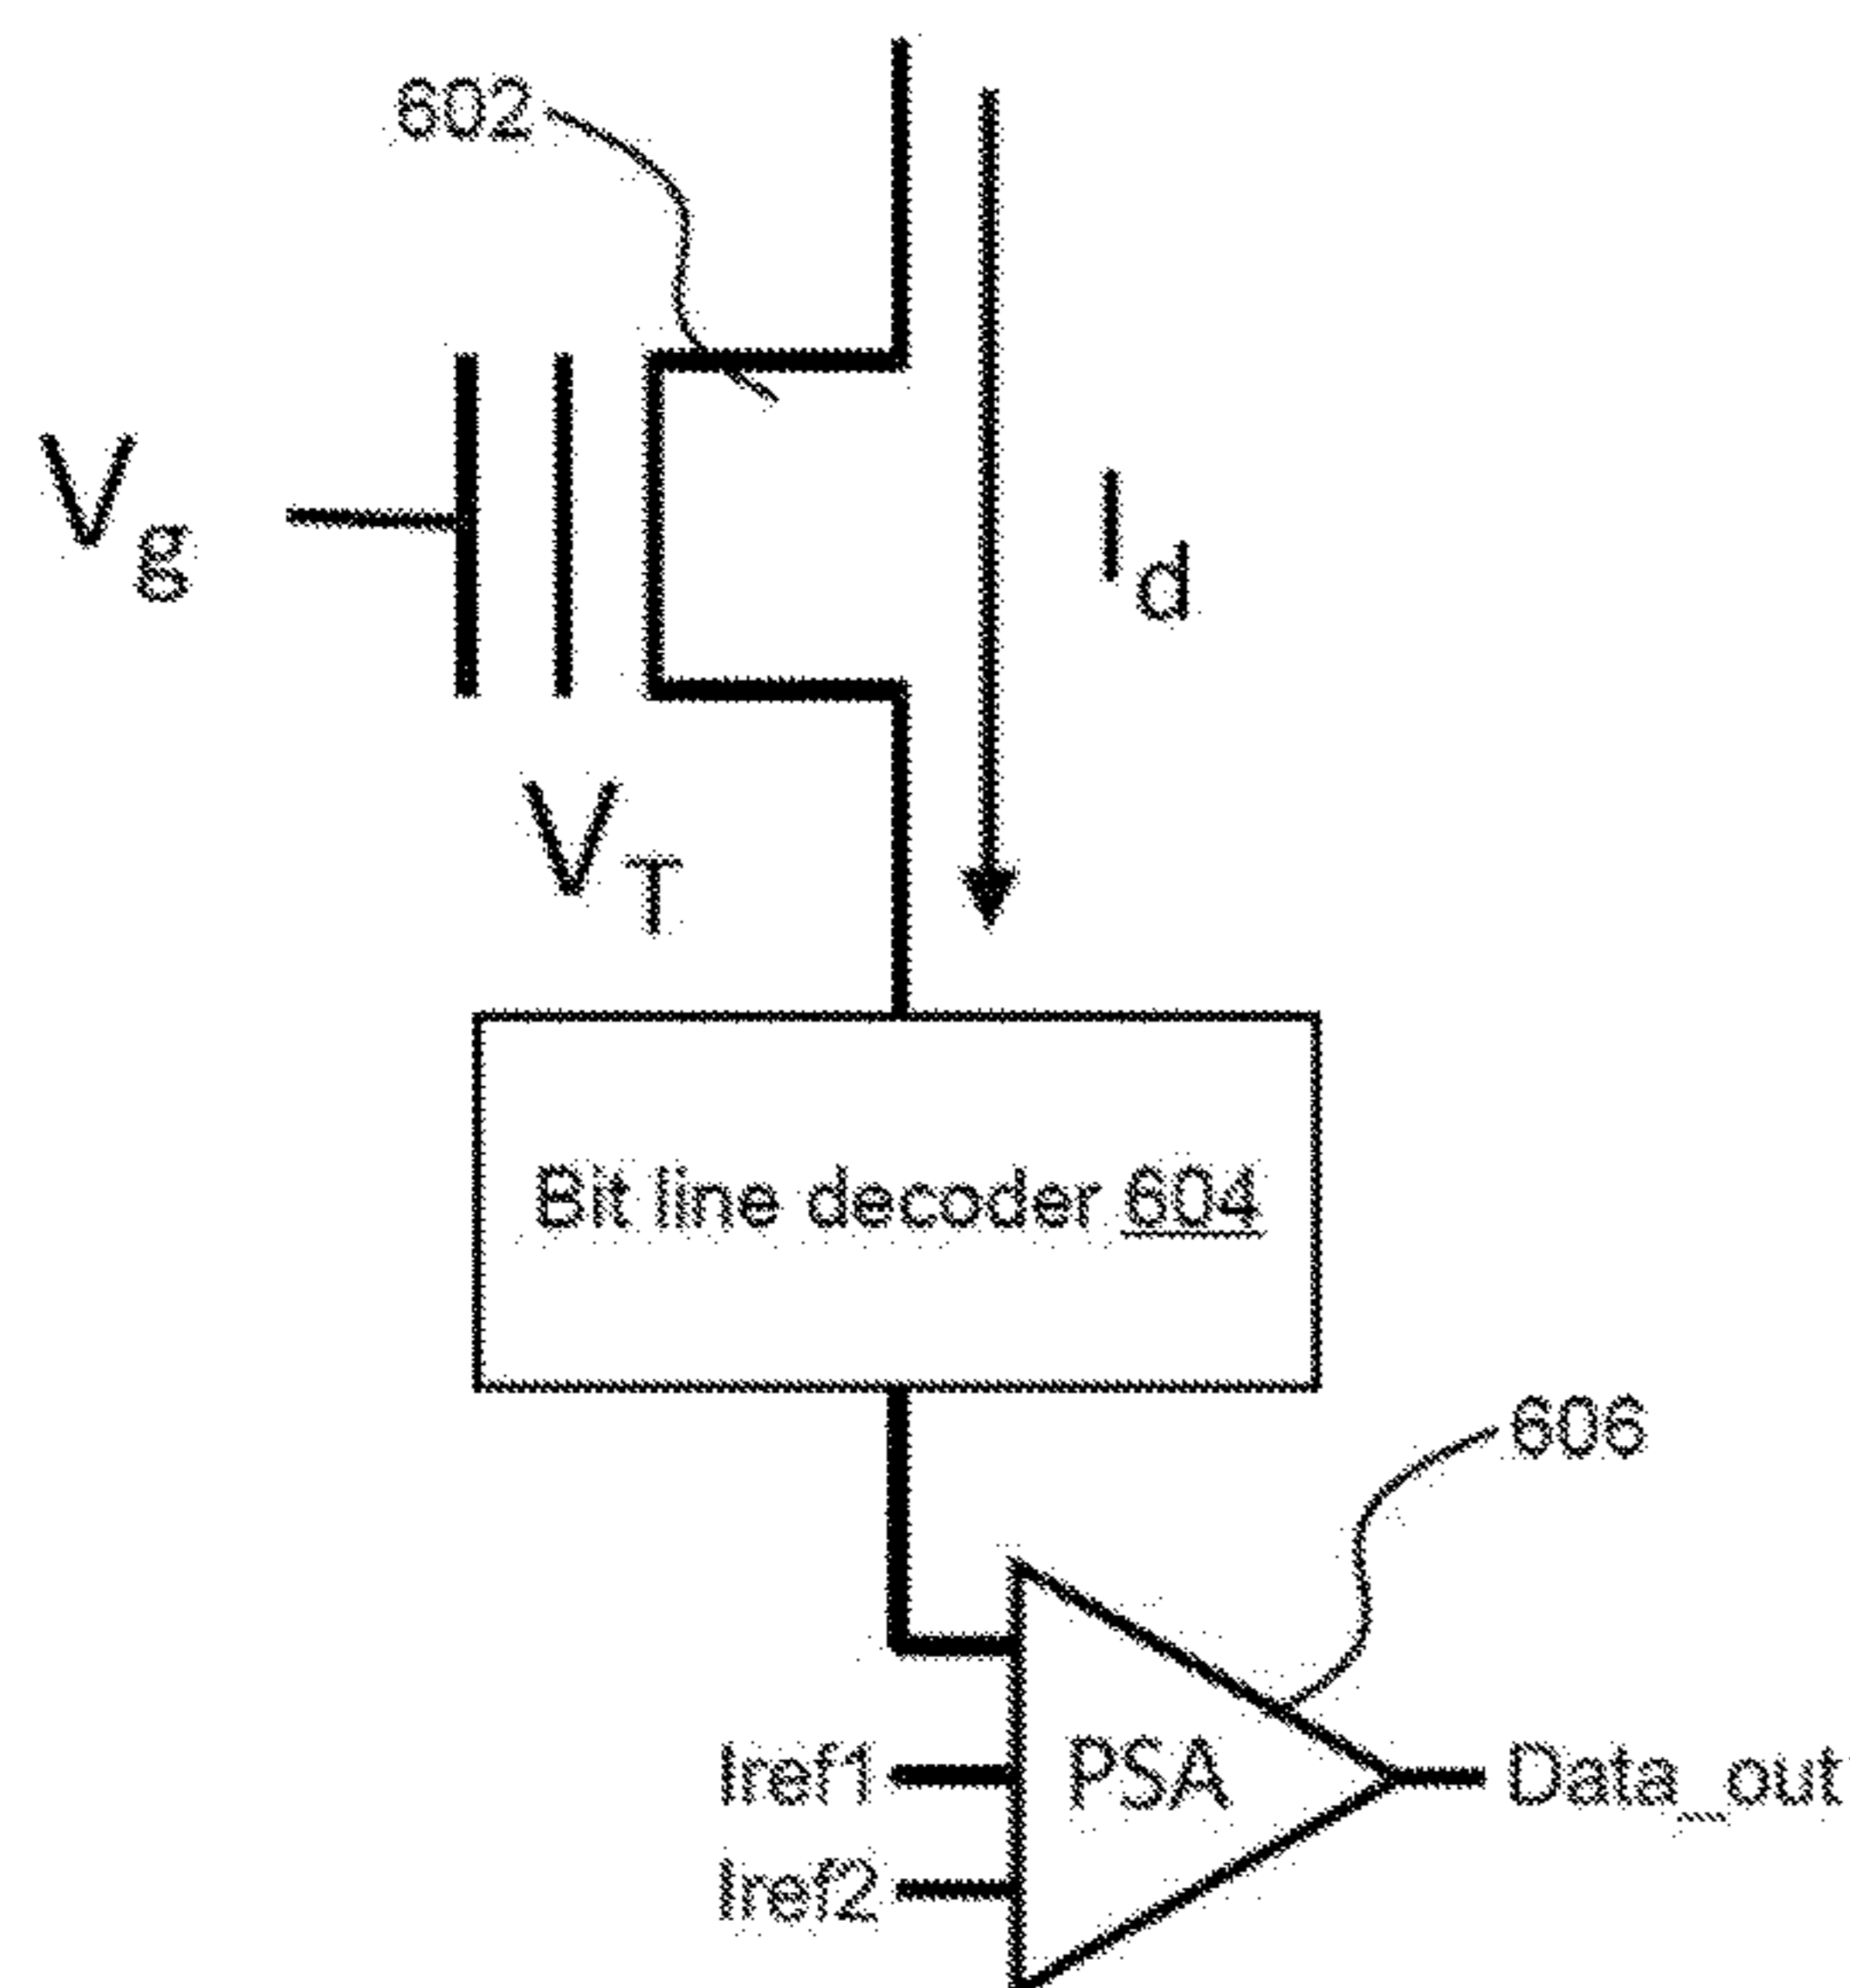 602
Vg
Id
VT
Bit line decoder 604
606
Iref1
PSA
Data_out
Iref2